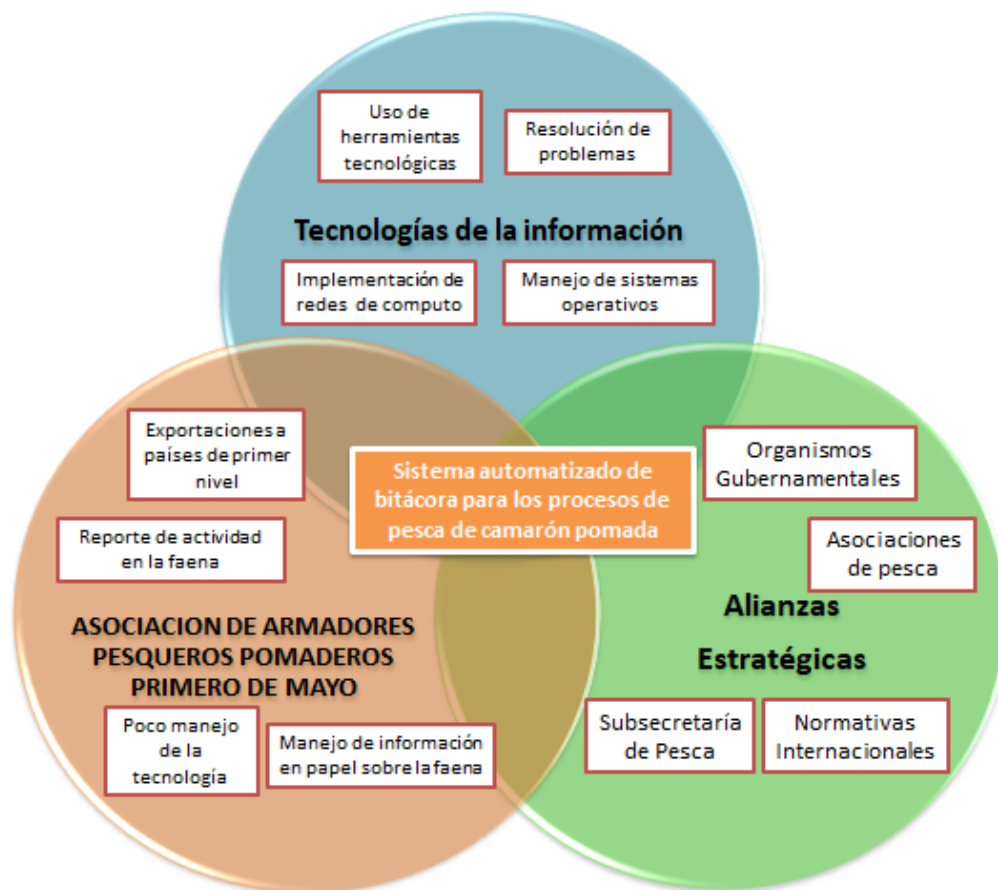 Uso de
herramientas
tecnológicas
Resolución de
problemas
Tecnologías de la información
Implementación de
redes de computo
Manejo de sistemas
operativos
Exportaciones a
países de primer
nivel
Reporte de actividad
en la faena
ASOCIACION DE ARMADORES
PESQUEROS POMADEROS
PRIMERO DE MAYO
Poco manejo
de la
tecnología
Manejo de información
en papel sobre la faena
Sistema automatizado de
bitácora para los procesos de
pesca de camarón pomada
Organismos
Gubernamentales
Asociaciones
de pesca
Alianzas
Estratégicas
Subsecretaría
de Pesca
Normativas
Internacionales